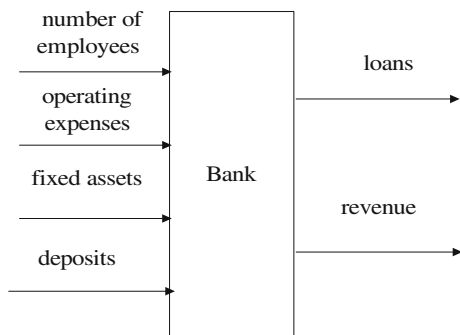 number of
employees
operating
expenses
fixed assets
deposits
Bank
loans
revenue